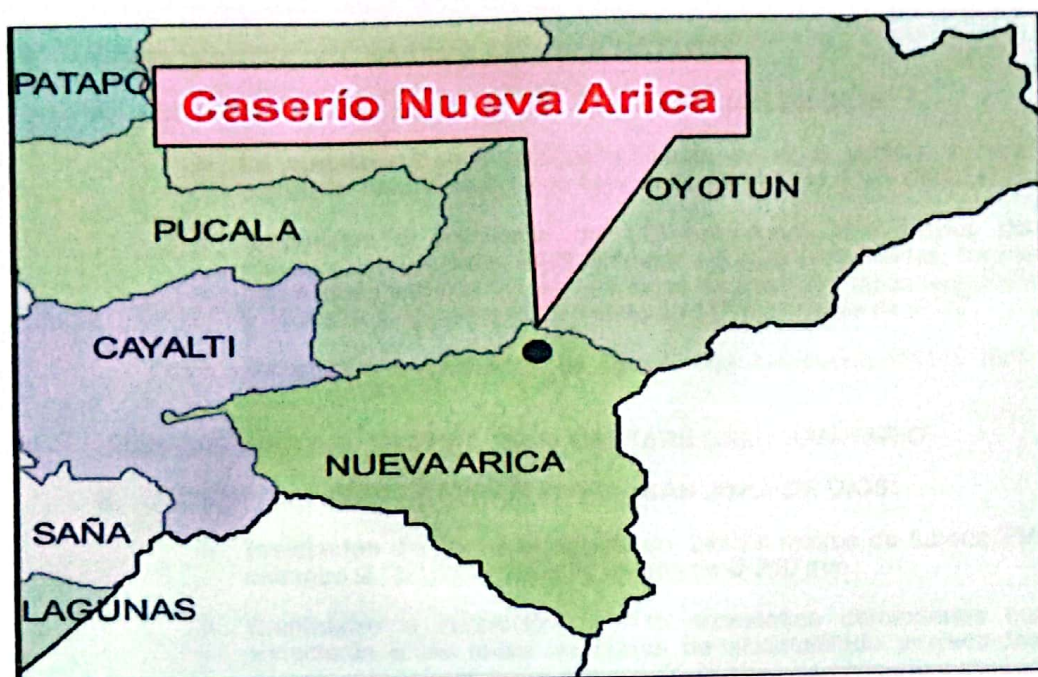 PATAPO
Caserío Nueva Arica
OYOTUN
PUCALA
CAYALTI
NUEVA ARICA
SAÑA
LAGUNAS